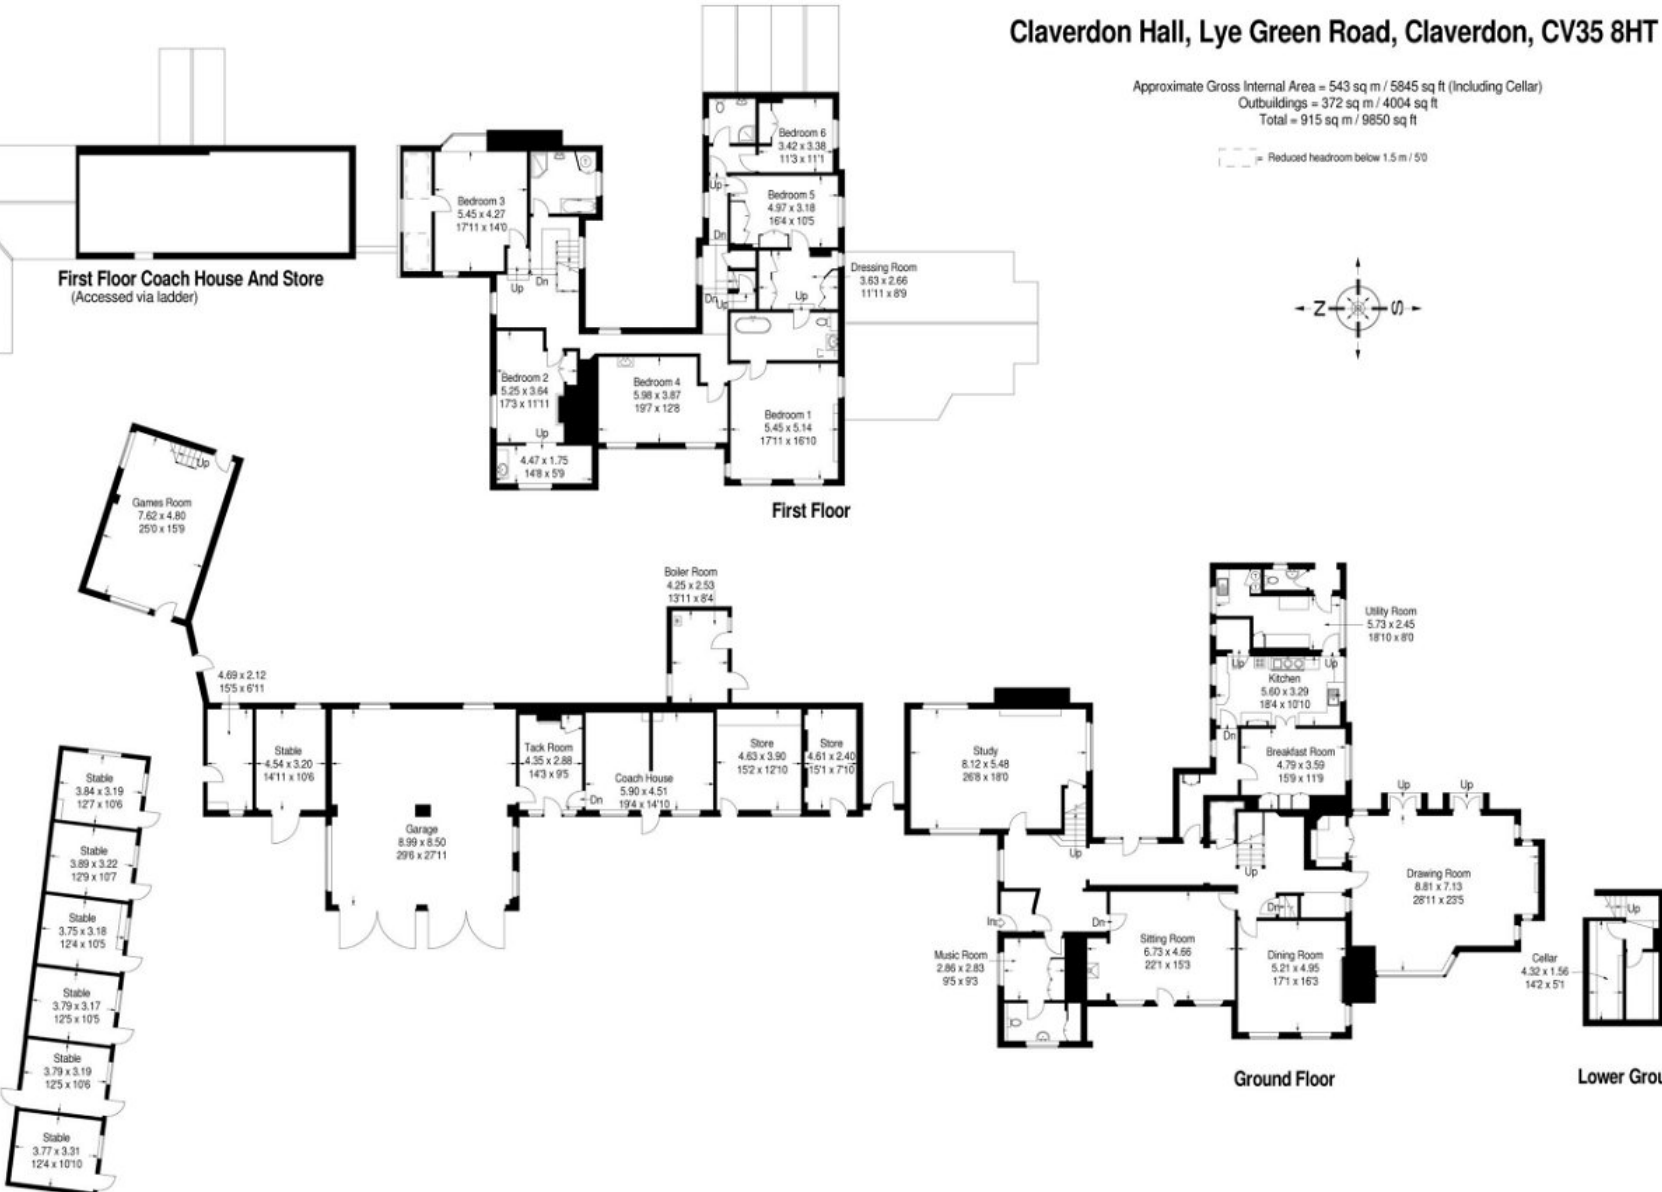 Claverdon Hall, Lye Green Road, Claverdon, CV35 8HT
Approximate Gross Internal Area = 543 sq m / 5845 sq ft (Including Cellar)
Outbuildings = 372 sq m / 4004 sq ft
Total = 915 sq m / 9850 sq ft
= Reduced headroom below 1.5 m / 5'0
N
S
First Floor Coach House And Store
(Accessed via ladder)
Bedroom 3
5.45 x 4.27
17'11 x 14'0
Up
Dn
Bedroom 6
3.42 x 3.38
11'3 x 11'1
Up
Bedroom 5
4.97 x 3.18
16'4 x 10'5
Dn
Dressing Room
3.63 x 2.66
11'11 x 8'9
Dn
Up
Up
Bedroom 2
5.25 x 3.64
17'3 x 11'11
Up
4.47 x 1.75
14'8 x 5'9
Bedroom 4
5.98 x 3.87
19'7 x 12'8
Bedroom 1
5.45 x 5.14
17'11 x 16'10
First Floor
Up
Games Room
7.62 x 4.80
25'0 x 15'9
Boiler Room
4.25 x 2.53
13'11 x 8'4
4.69 x 2.12
15'5 x 6'11
Stable
4.54 x 3.20
14'11 x 10'6
Garage
8.99 x 8.50
29'6 x 27'11
Tack Room
4.35 x 2.88
14'3 x 9'5
Dn
Coach House
5.90 x 4.51
19'4 x 14'10
Store
4.63 x 3.90
15'2 x 12'10
Store
4.61 x 2.40
15'1 x 7'10
Stable
3.84 x 3.19
12'7 x 10'6
Stable
3.89 x 3.22
12'9 x 10'7
Stable
3.75 x 3.18
12'4 x 10'5
Stable
3.79 x 3.17
12'5 x 10'5
Stable
3.79 x 3.19
12'5 x 10'6
Stable
3.77 x 3.31
12'4 x 10'10
Utility Room
5.73 x 2.45
18'10 x 8'0
Up
Up
Kitchen
5.60 x 3.29
18'4 x 10'10
Dn
Breakfast Room
4.79 x 3.59
15'9 x 11'9
Study
8.12 x 5.48
26'8 x 18'0
Up
Up
Up
Up
Drawing Room
8.81 x 7.13
28'11 x 23'5
In
Dn
Dn
Music Room
2.86 x 2.83
9'5 x 9'3
Sitting Room
6.73 x 4.66
22'1 x 15'3
Dining Room
5.21 x 4.95
17'1 x 16'3
Ground Floor
Up
Cellar
4.32 x 1.56
14'2 x 5'1
Lower Grou